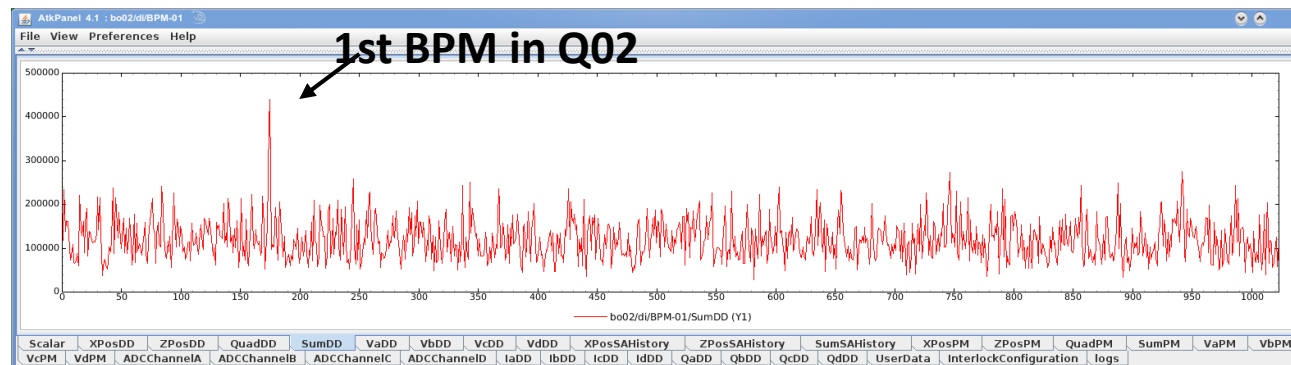 AtkPanel 4.1 : bo02/di/BPM-01
File View Preferences Help
1st BPM in Q02
500000
400000
300000
200000
100000
0
0 50 100 150 200 250 300 350 400 450 500 550 600 650 700 750 800 850 900 950 1000
bo02/di/BPM-01/SumDD (Y1)
Scalar XPosDD ZPosDD QuadDD SumDD VaDD VbDD VcDD VdDD XPosSAHistory ZPosSAHistory SumSAHistory XPosPM ZPosPM QuadPM SumPM VaPM VbPM
VcPM VdPM ADCChannelA ADCChannelB ADCChannelC ADCChannelD IaDD IbDD IcDD IdDD QaDD QbDD QcDD QdDD UserData InterlockConfiguration logs